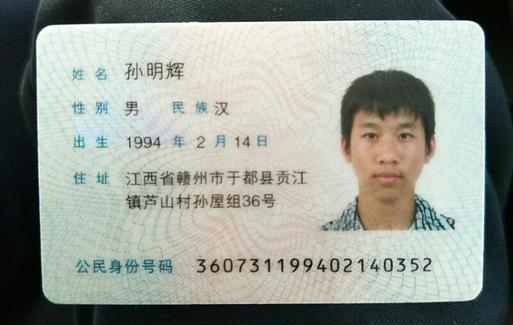 姓名 孙明辉
性别 男 民族 汉
出生 1994 年 2 月 14 日
住址 江西省赣州市于都县贡江
镇芦山村孙屋组36号
公民身份号码 360731199402140352